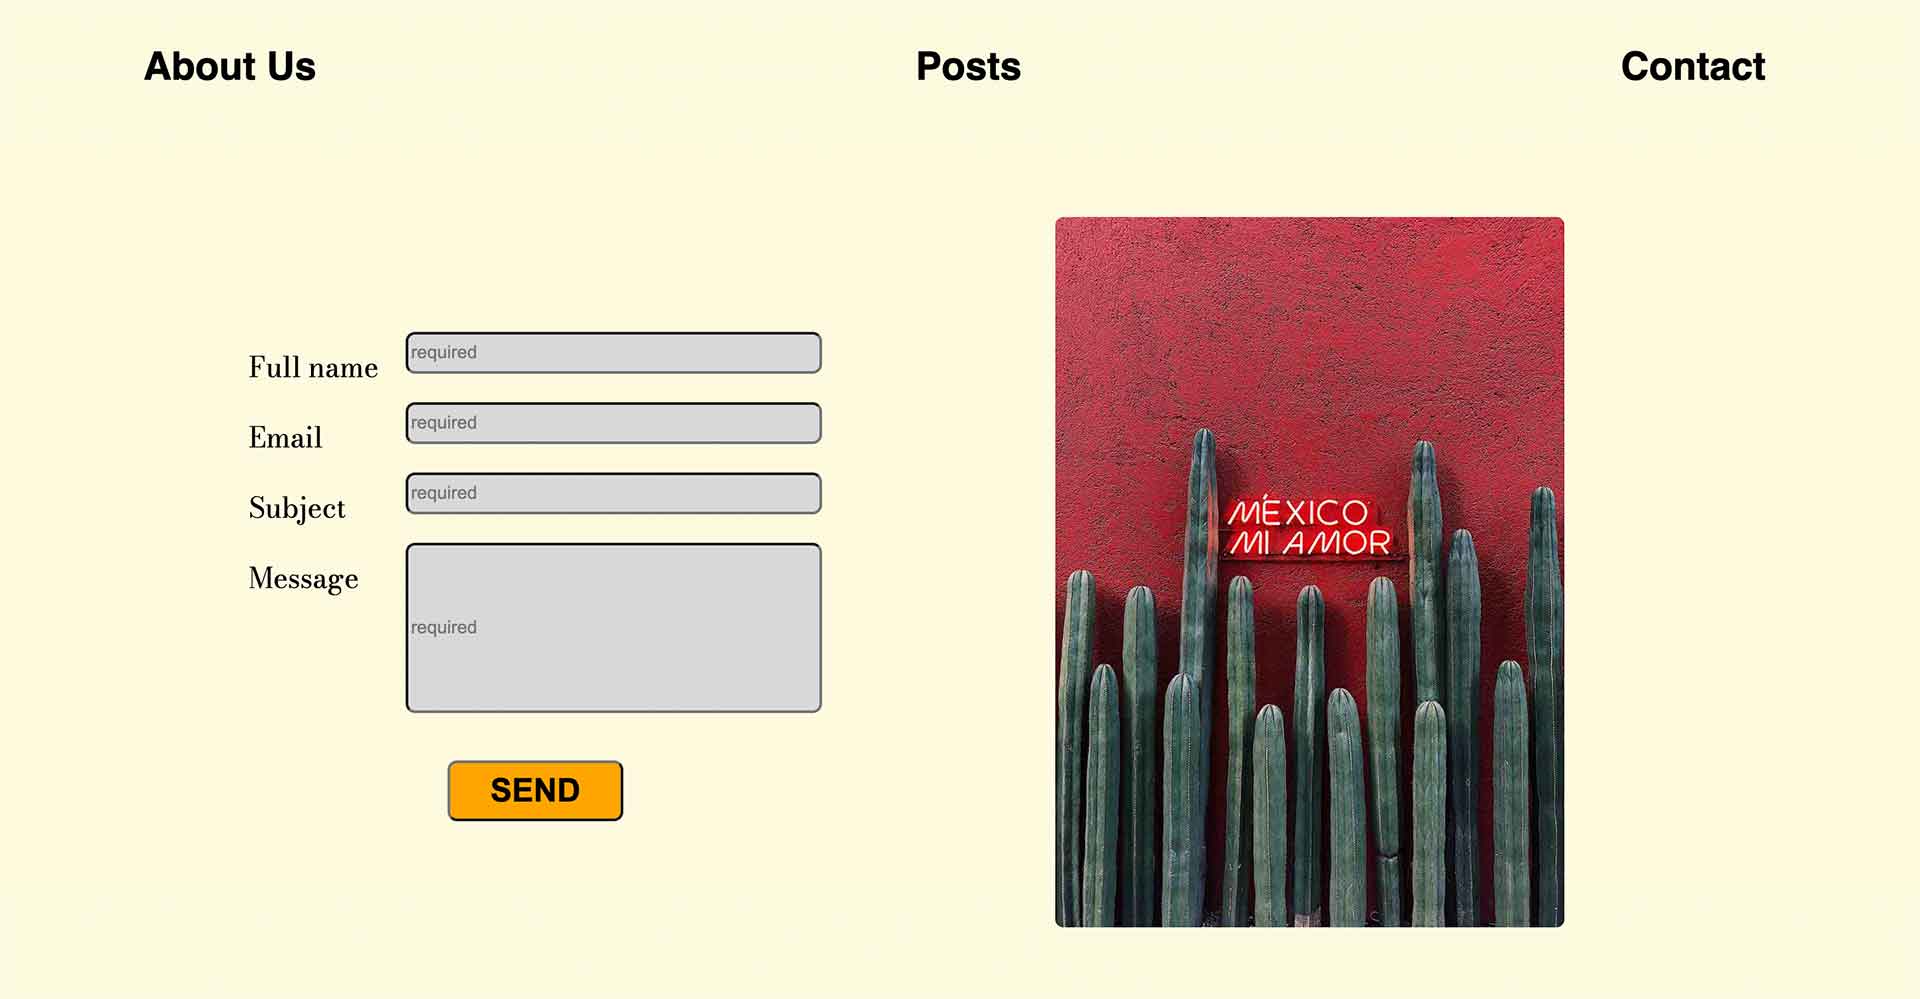 About Us
Posts
Contact
Full name
required
Email
required
Subject
required
Message
required
SEND
MÉXICO
MI AMOR